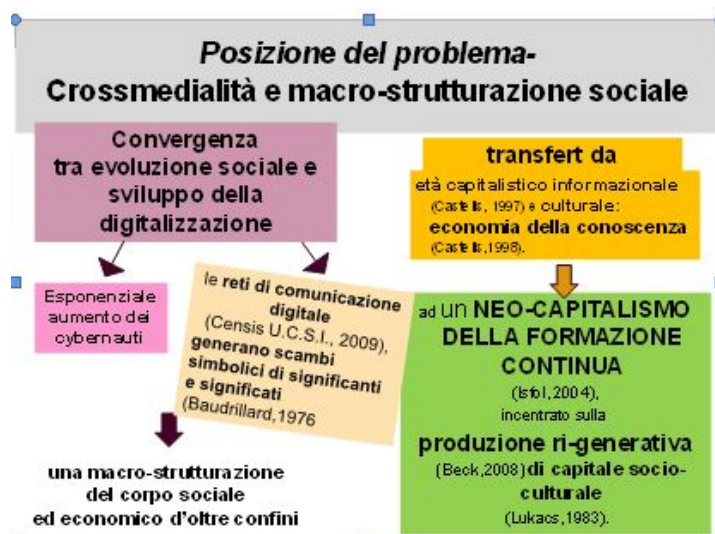 Posizione del problema-
Crossmedialità e macro-strutturazione sociale
Convergenza
tra evoluzione sociale e
sviluppo della
digitalizzazione
Esponenziale
aumento dei
cybernauti
le reti di comunicazione
digitale
(Censis U.C.S.I., 2009),
generano scambi
simbolici di significanti
e significati
(Baudrillard,1976
una macro-strutturazione
del corpo sociale
ed economico d'oltre confini
transfert da
età capitalistico informazionale
(Castells, 1997) e culturale:
economia della conoscenza
(Castells,1998).
ad un NEO-CAPITALISMO
DELLA FORMAZIONE
CONTINUA
(Isfol,2004),
incentrato sulla
produzione ri-generativa
(Beck,2008) di capitale socio-
culturale
(Lukacs,1983).